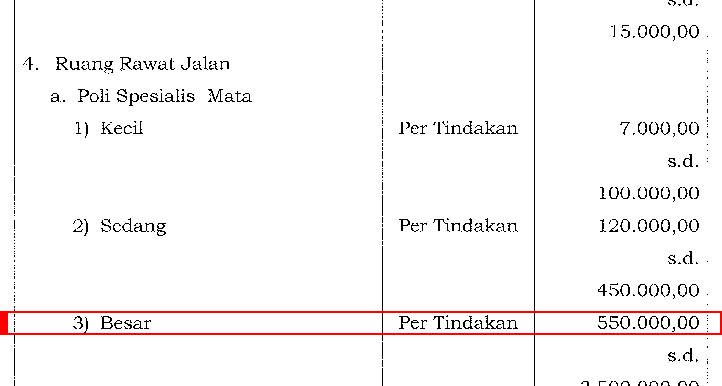 s.d.
15.000,00
4. Ruang Rawat Jalan
a. Poli Spesialis Mata
1) Kecil Per Tindakan 7.000,00
s.d.
100.000,00
2) Sedang Per Tindakan 120.000,00
s.d.
450.000,00
3) Besar Per Tindakan 550.000,00
s.d.